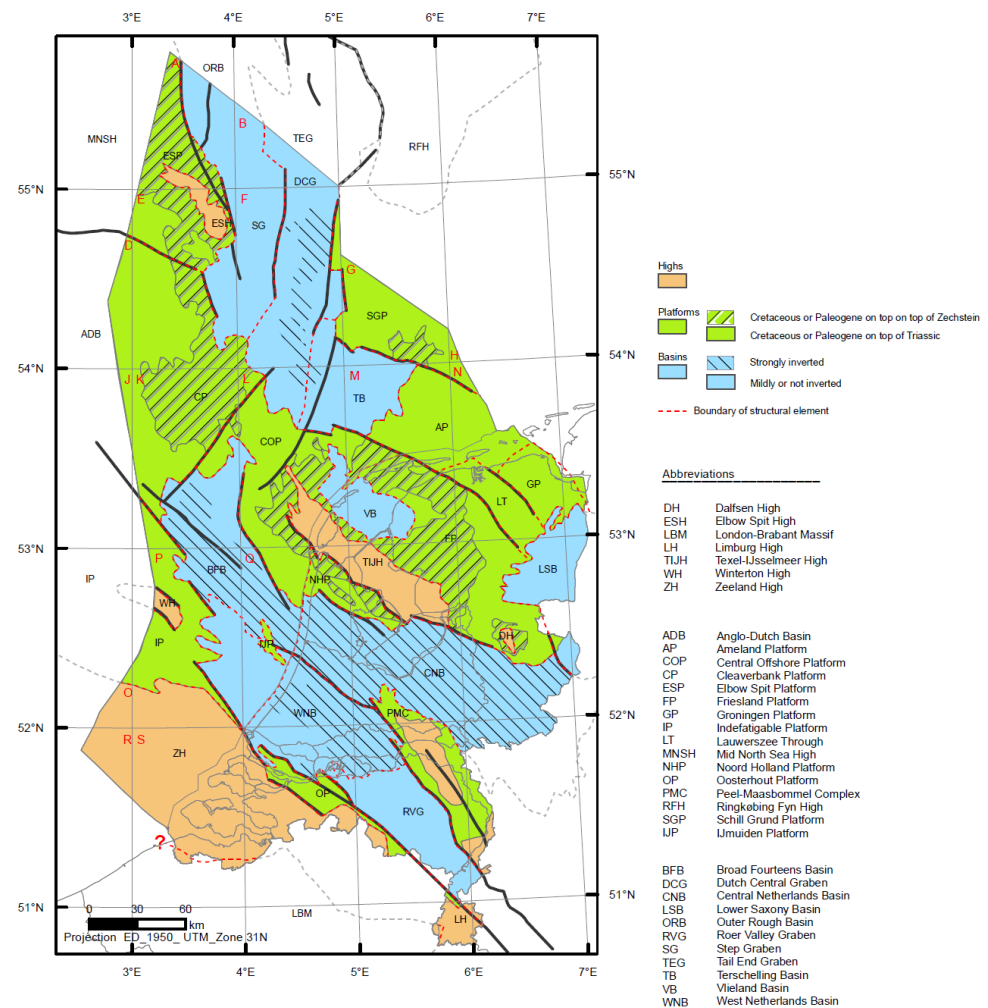 3°E 4°E 5°E 6°E 7°E
A
ORB
B
MNSH
TEG
RFH
ESP
DCG
55°N
55°N
E
F
ESH
SG
D
G
SGP
ADB
H
54°N
54°N
J K
L
M
N
CP
TB
AP
COP
GP
LT
VB
53°N
53°N
FP
P
Q
BFB
TIJH
LSB
IP
NHP
WH
DH
IP
IJP
CNB
O
WNB
PMC
52°N
52°N
R S
ZH
OP
RVG
?
51°N
51°N
LBM
LH
0 30 60
km
Projection ED_1950_ UTM_Zone 31N
3°E 4°E 5°E 6°E 7°E
Highs
Platforms
Cretaceous or Paleogene on top on top of Zechstein
Cretaceous or Paleogene on top of Triassic
Basins
Strongly inverted
Mildly or not inverted
Boundary of structural element
Abbreviations
DH Dalfsen High
ESH Elbow Spit High
LBM London-Brabant Massif
LH Limburg High
TIJH Texel-IJsselmeer High
WH Winterton High
ZH Zeeland High
ADB Anglo-Dutch Basin
AP Ameland Platform
COP Central Offshore Platform
CP Cleaverbank Platform
ESP Elbow Spit Platform
FP Friesland Platform
GP Groningen Platform
IP Indefatigable Platform
LT Lauwerszee Through
MNSH Mid North Sea High
NHP Noord Holland Platform
OP Oosterhout Platform
PMC Peel-Maasbommel Complex
RFH Ringkøbing Fyn High
SGP Schill Grund Platform
IJP IJmuiden Platform
BFB Broad Fourteens Basin
DCG Dutch Central Graben
CNB Central Netherlands Basin
LSB Lower Saxony Basin
ORB Outer Rough Basin
RVG Roer Valley Graben
SG Step Graben
TEG Tail End Graben
TB Terschelling Basin
VB Vlieland Basin
WNB West Netherlands Basin